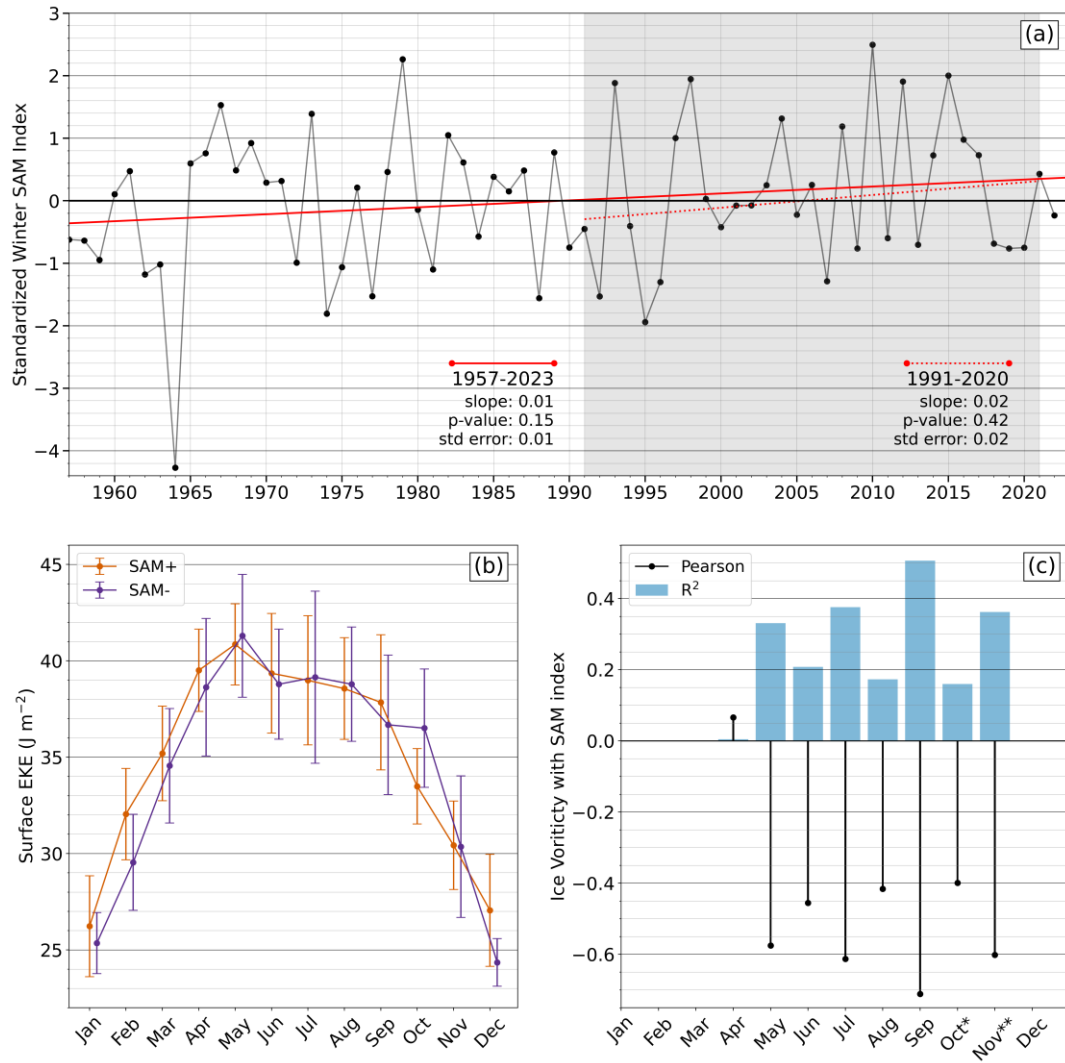 (a)
Standardized Winter SAM Index
3
2
1
0
−1
−2
−3
−4
1957-2023
slope: 0.01
p-value: 0.15
std error: 0.01
1991-2020
slope: 0.02
p-value: 0.42
std error: 0.02
1960 1965 1970 1975 1980 1985 1990 1995 2000 2005 2010 2015 2020
(b)
SAM+
SAM-
Surface EKE (J m⁻²)
45
40
35
30
25
Jan Feb Mar Apr May Jun Jul Aug Sep Oct Nov Dec
(c)
Pearson
R²
Ice Voriticty with SAM index
0.4
0.2
0.0
−0.2
−0.4
−0.6
Jan Feb Mar Apr May Jun Jul Aug Sep Oct* Nov** Dec